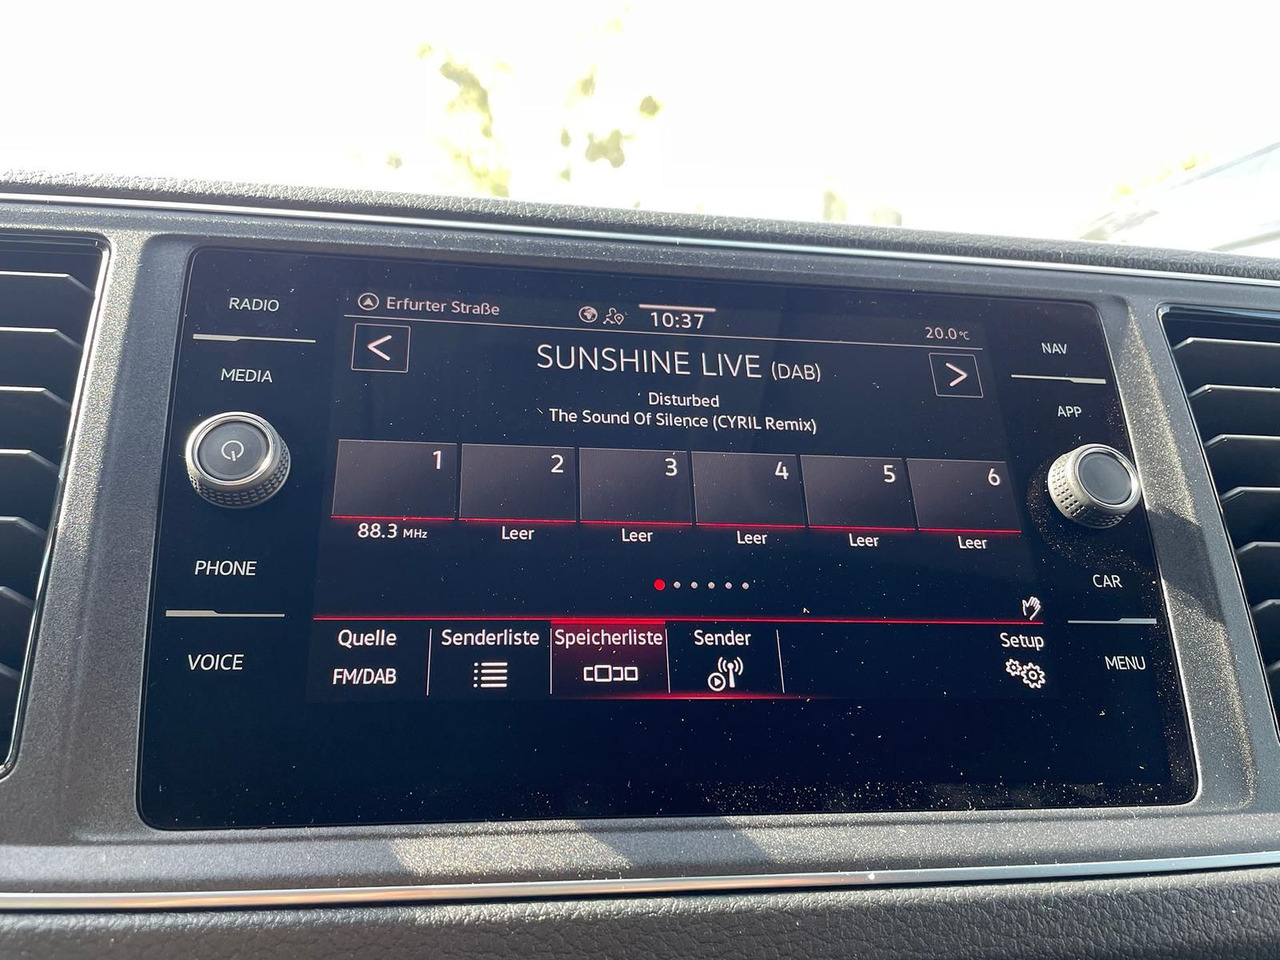 RADIO
MEDIA
PHONE
VOICE
Erfurter Straße
10:37
20.0°C
<
SUNSHINE LIVE (DAB)
>
Disturbed
The Sound Of Silence (CYRIL Remix)
1 2 3 4 5 6
88.3 MHz Leer Leer Leer Leer Leer
Quelle Senderliste Speicherliste Sender Setup
FM/DAB
NAV
APP
CAR
MENU